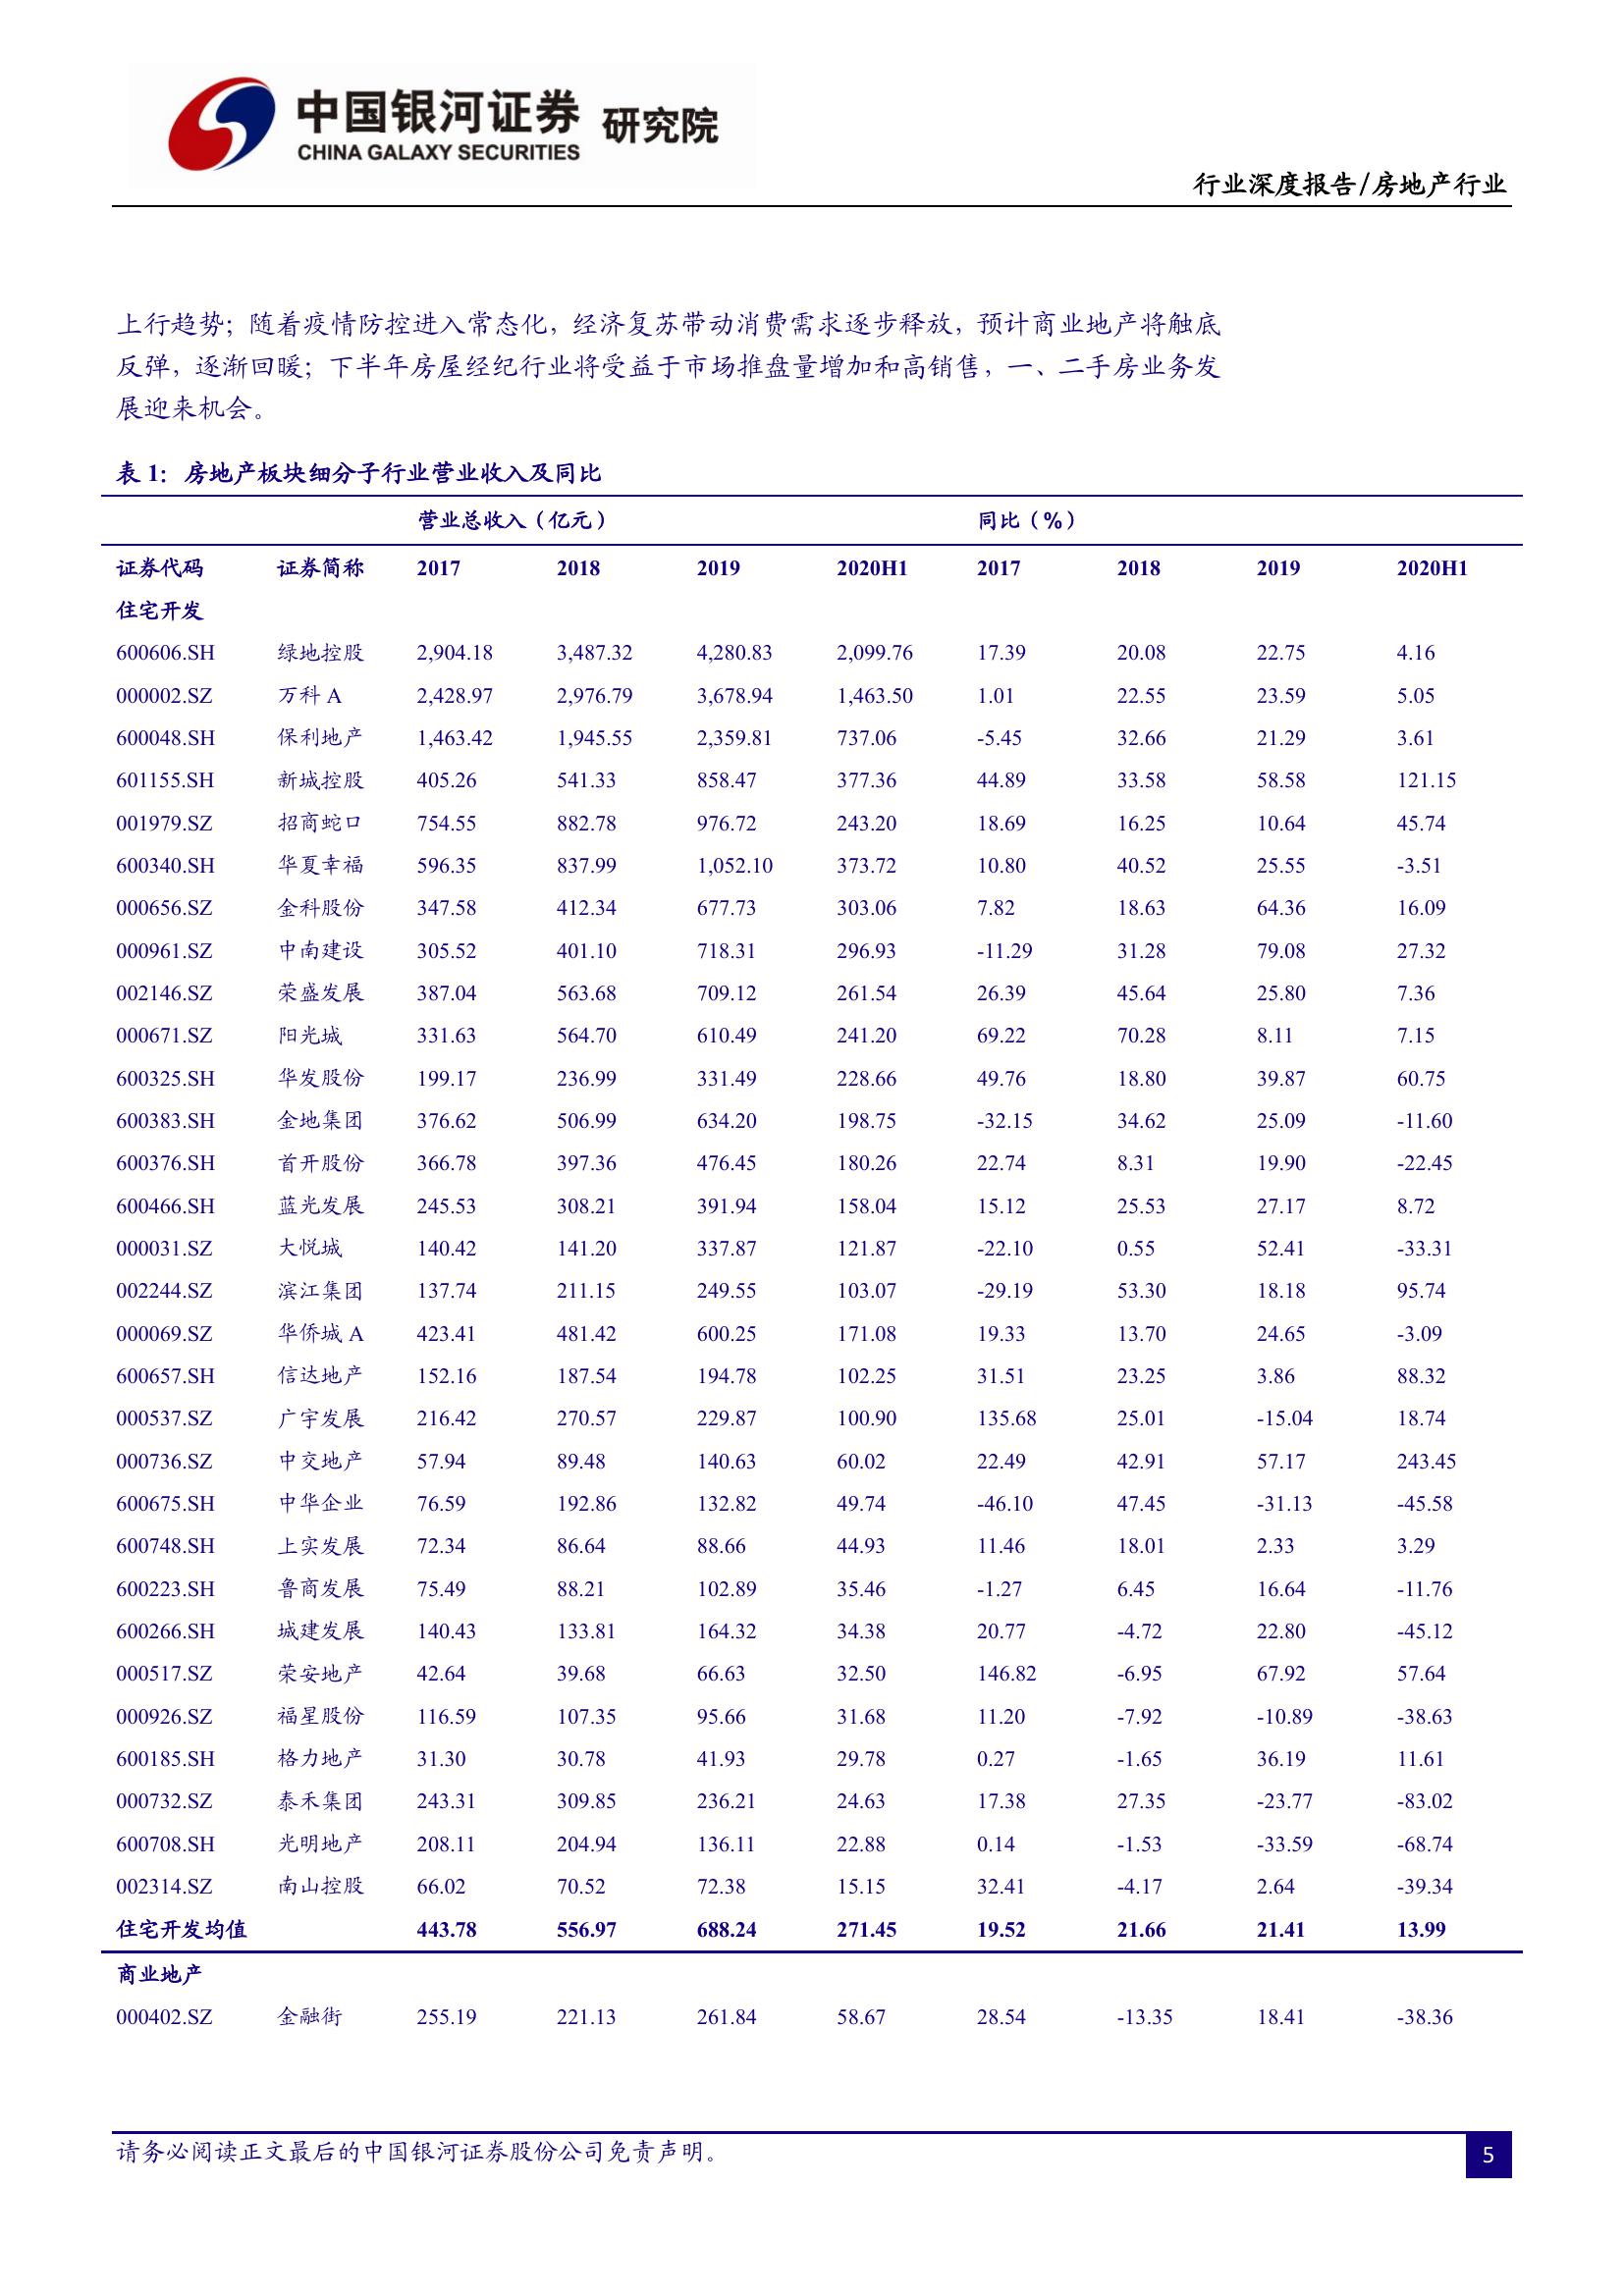 中国银河证券 研究院
CHINA GALAXY SECURITIES
行业深度报告/房地产行业
上行趋势；随着疫情防控进入常态化，经济复苏带动消费需求逐步释放，预计商业地产将触底
反弹，逐渐回暖；下半年房屋经纪行业将受益于市场推盘量增加和高销售，一、二手房业务发
展迎来机会。
表 1：房地产板块细分子行业营业收入及同比
营业总收入（亿元） 同比（%）
证券代码 证券简称 2017 2018 2019 2020H1 2017 2018 2019 2020H1
住宅开发
600606.SH 绿地控股 2,904.18 3,487.32 4,280.83 2,099.76 17.39 20.08 22.75 4.16
000002.SZ 万科 A 2,428.97 2,976.79 3,678.94 1,463.50 1.01 22.55 23.59 5.05
600048.SH 保利地产 1,463.42 1,945.55 2,359.81 737.06 -5.45 32.66 21.29 3.61
601155.SH 新城控股 405.26 541.33 858.47 377.36 44.89 33.58 58.58 121.15
001979.SZ 招商蛇口 754.55 882.78 976.72 243.20 18.69 16.25 10.64 45.74
600340.SH 华夏幸福 596.35 837.99 1,052.10 373.72 10.80 40.52 25.55 -3.51
000656.SZ 金科股份 347.58 412.34 677.73 303.06 7.82 18.63 64.36 16.09
000961.SZ 中南建设 305.52 401.10 718.31 296.93 -11.29 31.28 79.08 27.32
002146.SZ 荣盛发展 387.04 563.68 709.12 261.54 26.39 45.64 25.80 7.36
000671.SZ 阳光城 331.63 564.70 610.49 241.20 69.22 70.28 8.11 7.15
600325.SH 华发股份 199.17 236.99 331.49 228.66 49.76 18.80 39.87 60.75
600383.SH 金地集团 376.62 506.99 634.20 198.75 -32.15 34.62 25.09 -11.60
600376.SH 首开股份 366.78 397.36 476.45 180.26 22.74 8.31 19.90 -22.45
600466.SH 蓝光发展 245.53 308.21 391.94 158.04 15.12 25.53 27.17 8.72
000031.SZ 大悦城 140.42 141.20 337.87 121.87 -22.10 0.55 52.41 -33.31
002244.SZ 滨江集团 137.74 211.15 249.55 103.07 -29.19 53.30 18.18 95.74
000069.SZ 华侨城 A 423.41 481.42 600.25 171.08 19.33 13.70 24.65 -3.09
600657.SH 信达地产 152.16 187.54 194.78 102.25 31.51 23.25 3.86 88.32
000537.SZ 广宇发展 216.42 270.57 229.87 100.90 135.68 25.01 -15.04 18.74
000736.SZ 中交地产 57.94 89.48 140.63 60.02 22.49 42.91 57.17 243.45
600675.SH 中华企业 76.59 192.86 132.82 49.74 -46.10 47.45 -31.13 -45.58
600748.SH 上实发展 72.34 86.64 88.66 44.93 11.46 18.01 2.33 3.29
600223.SH 鲁商发展 75.49 88.21 102.89 35.46 -1.27 6.45 16.64 -11.76
600266.SH 城建发展 140.43 133.81 164.32 34.38 20.77 -4.72 22.80 -45.12
000517.SZ 荣安地产 42.64 39.68 66.63 32.50 146.82 -6.95 67.92 57.64
000926.SZ 福星股份 116.59 107.35 95.66 31.68 11.20 -7.92 -10.89 -38.63
600185.SH 格力地产 31.30 30.78 41.93 29.78 0.27 -1.65 36.19 11.61
000732.SZ 泰禾集团 243.31 309.85 236.21 24.63 17.38 27.35 -23.77 -83.02
600708.SH 光明地产 208.11 204.94 136.11 22.88 0.14 -1.53 -33.59 -68.74
002314.SZ 南山控股 66.02 70.52 72.38 15.15 32.41 -4.17 2.64 -39.34
住宅开发均值 443.78 556.97 688.24 271.45 19.52 21.66 21.41 13.99
商业地产
000402.SZ 金融街 255.19 221.13 261.84 58.67 28.54 -13.35 18.41 -38.36
请务必阅读正文最后的中国银河证券股份公司免责声明。
5